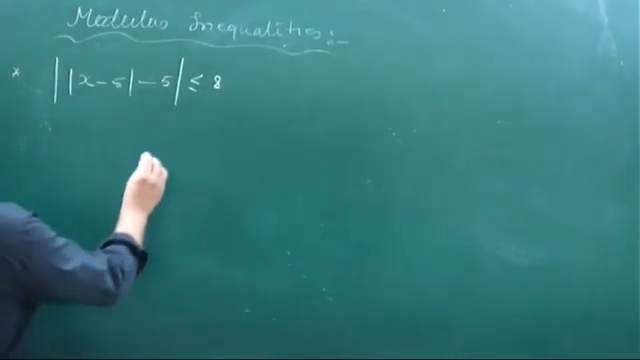 Modulus Inequalities:-
* | |x-5| - 5 | ≤ 8